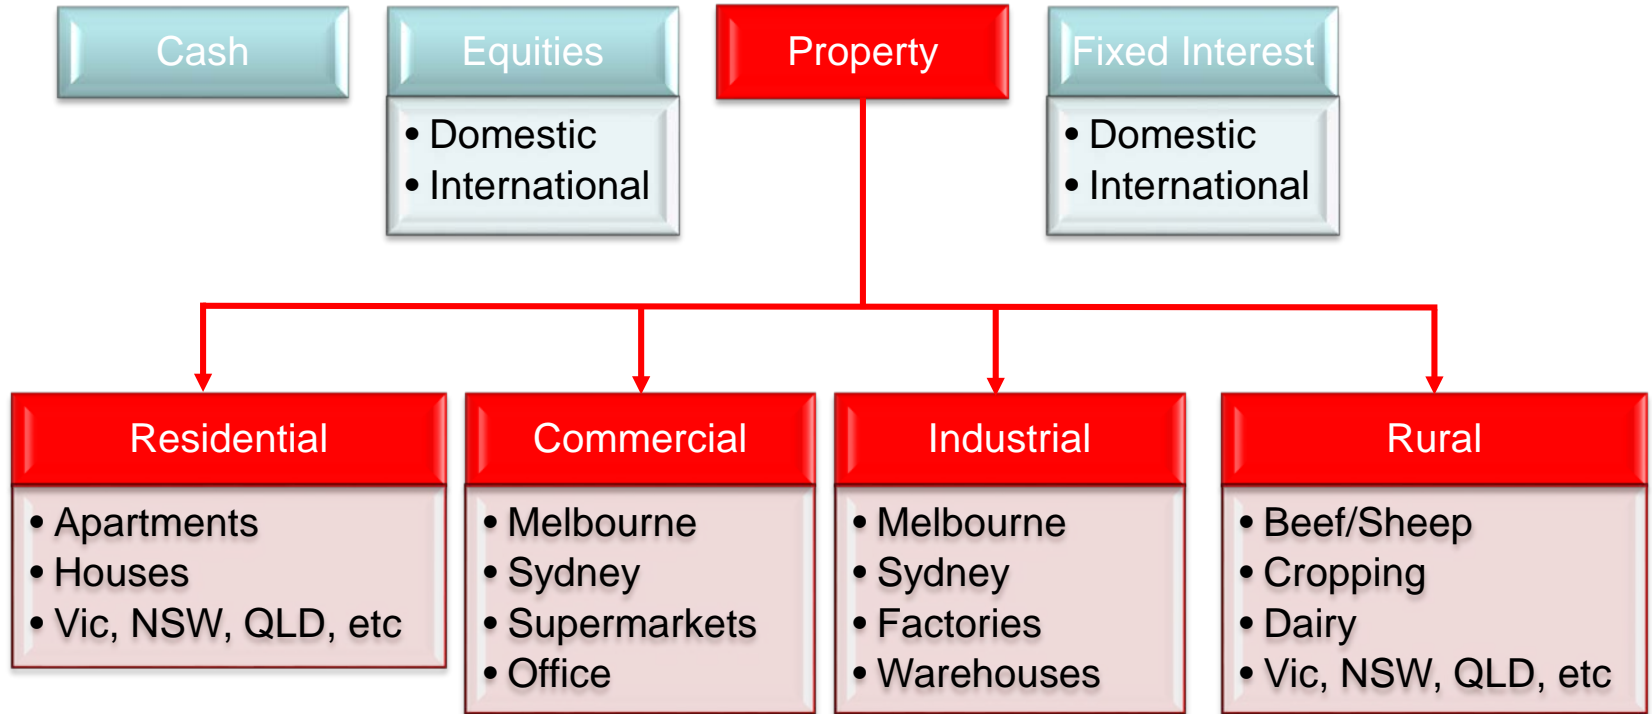 Cash
Equities
• Domestic
• International
Property
Fixed Interest
• Domestic
• International
Residential
• Apartments
• Houses
• Vic, NSW, QLD, etc
Commercial
• Melbourne
• Sydney
• Supermarkets
• Office
Industrial
• Melbourne
• Sydney
• Factories
• Warehouses
Rural
• Beef/Sheep
• Cropping
• Dairy
• Vic, NSW, QLD, etc